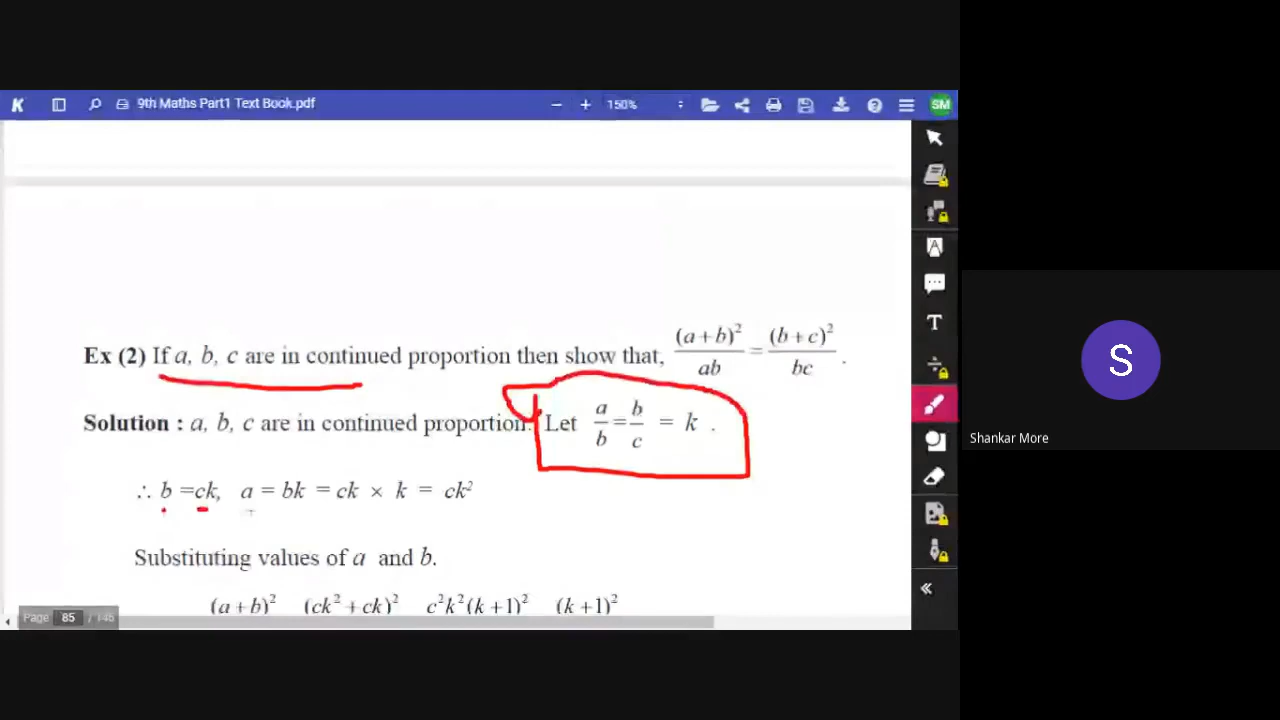 K 9th Maths Part1 Text Book.pdf 150% SM
Ex (2) If a, b, c are in continued proportion then show that, (a+b)²/ab = (b+c)²/bc .
Solution : a, b, c are in continued proportion. Let a/b = b/c = k .
∴ b =ck, a = bk = ck × k = ck²
Substituting values of a and b.
(a+b)² (ck²+ck)² c²k²(k+1)² (k+1)²
Page 85 / 146
S
Shankar More